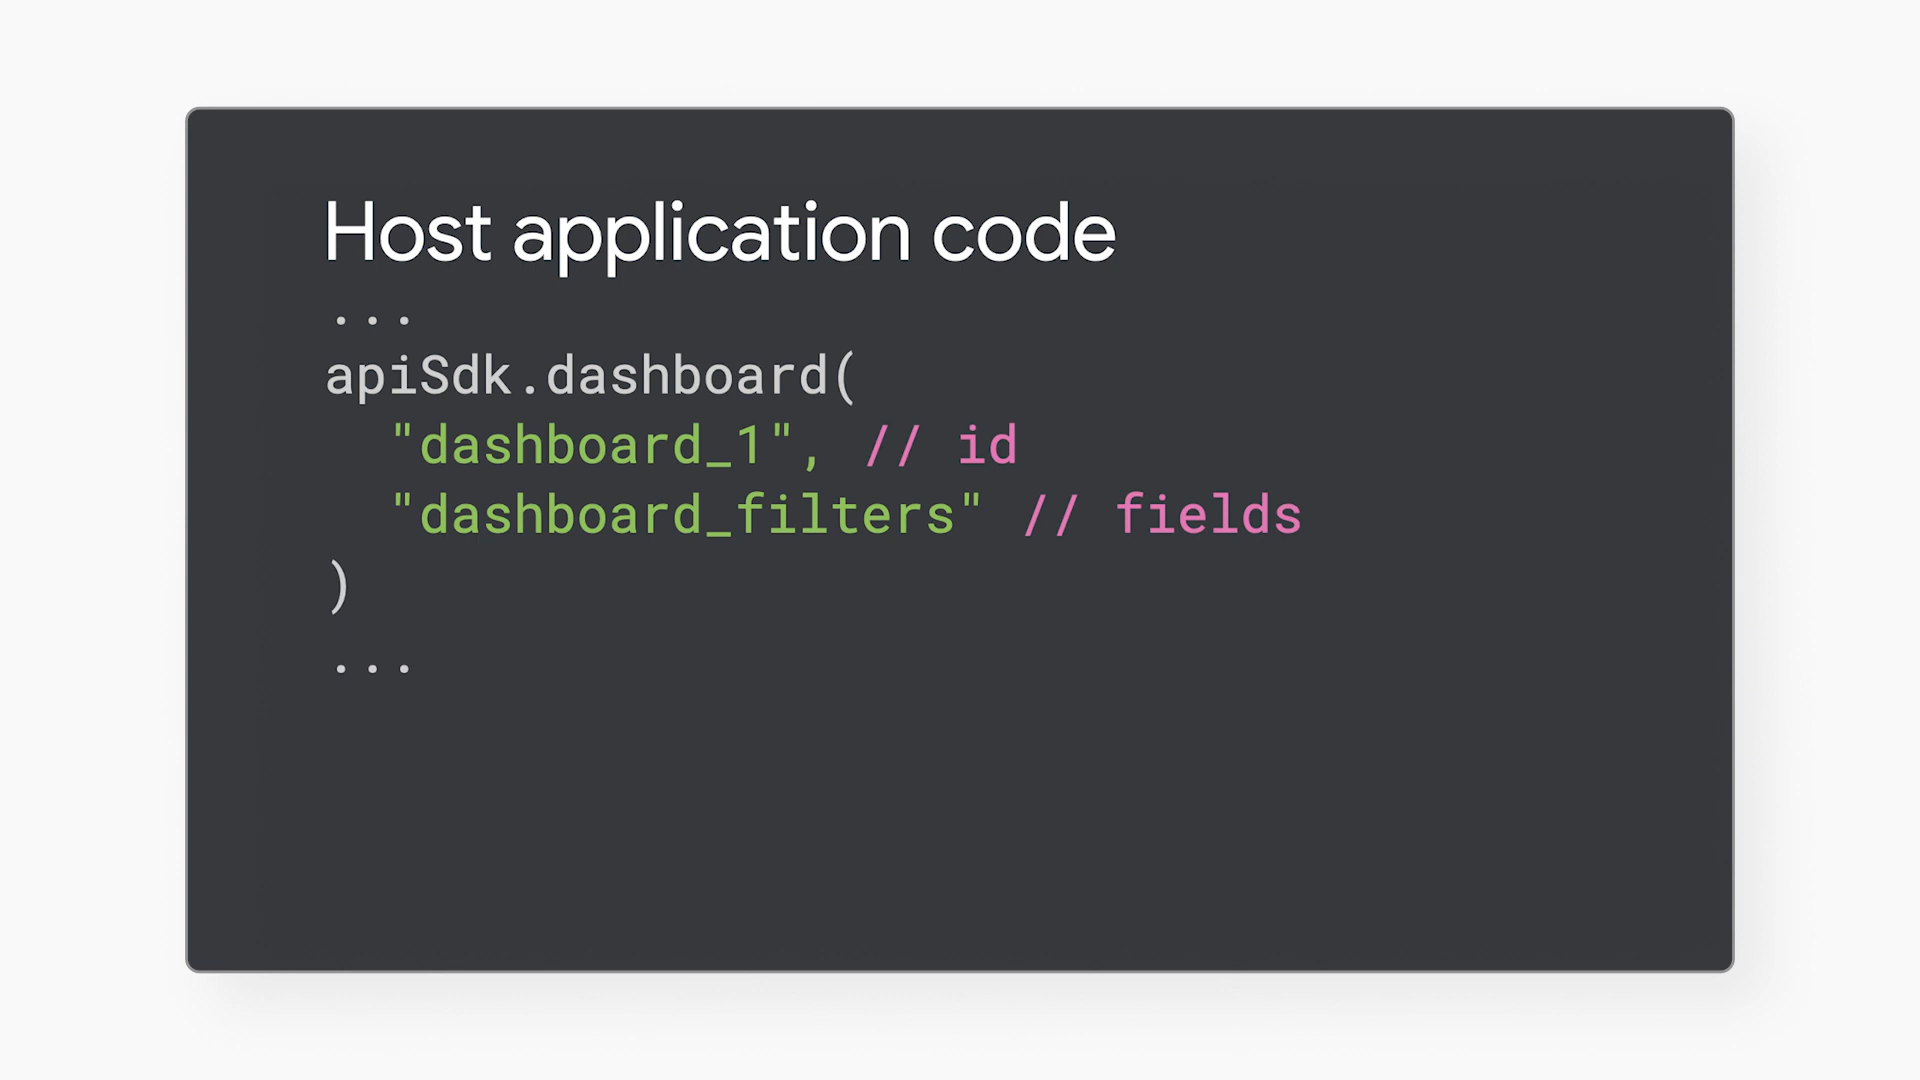 Host application code
...
apiSdk.dashboard(
"dashboard_1", // id
"dashboard_filters" // fields
)
...